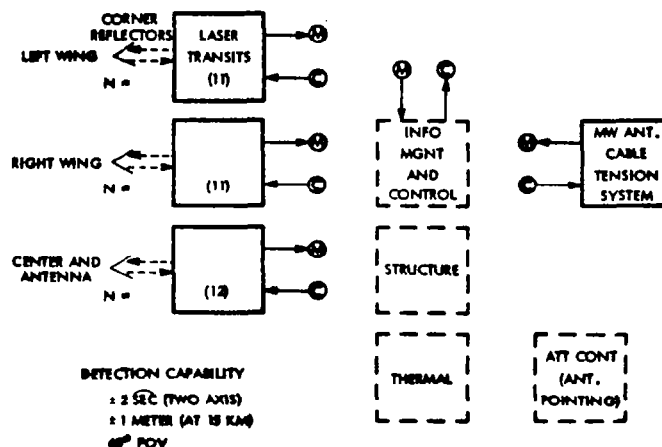 CORNER
REFLECTORS
LEFT WING
N =
LASER
TRANSITS
(11)
M
C
RIGHT WING
N =
(11)
M
C
CENTER AND
ANTENNA
N =
(12)
M
C
M
C
INFO
MGNT
AND
CONTROL
STRUCTURE
THERMAL
M
C
MW ANT.
CABLE
TENSION
SYSTEM
ATT CONT
(ANT.
POINTING)
DETECTION CAPABILITY
± 2 SEC (TWO AXIS)
± 1 METER (AT 15 KM)
FOV